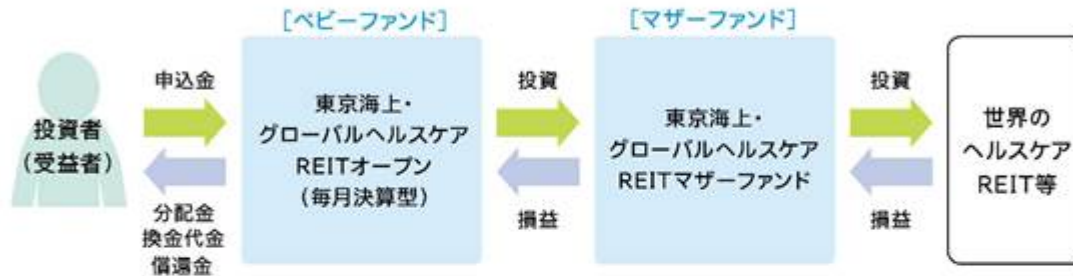 [ベビーファンド]
[マザーファンド]
申込金
投資者
(受益者)
分配金
換金代金
償還金
東京海上・
グローバルヘルスケア
REITオープン
(毎月決算型)
投資
損益
東京海上・
グローバルヘルスケア
REITマザーファンド
投資
損益
世界の
ヘルスケア
REIT等